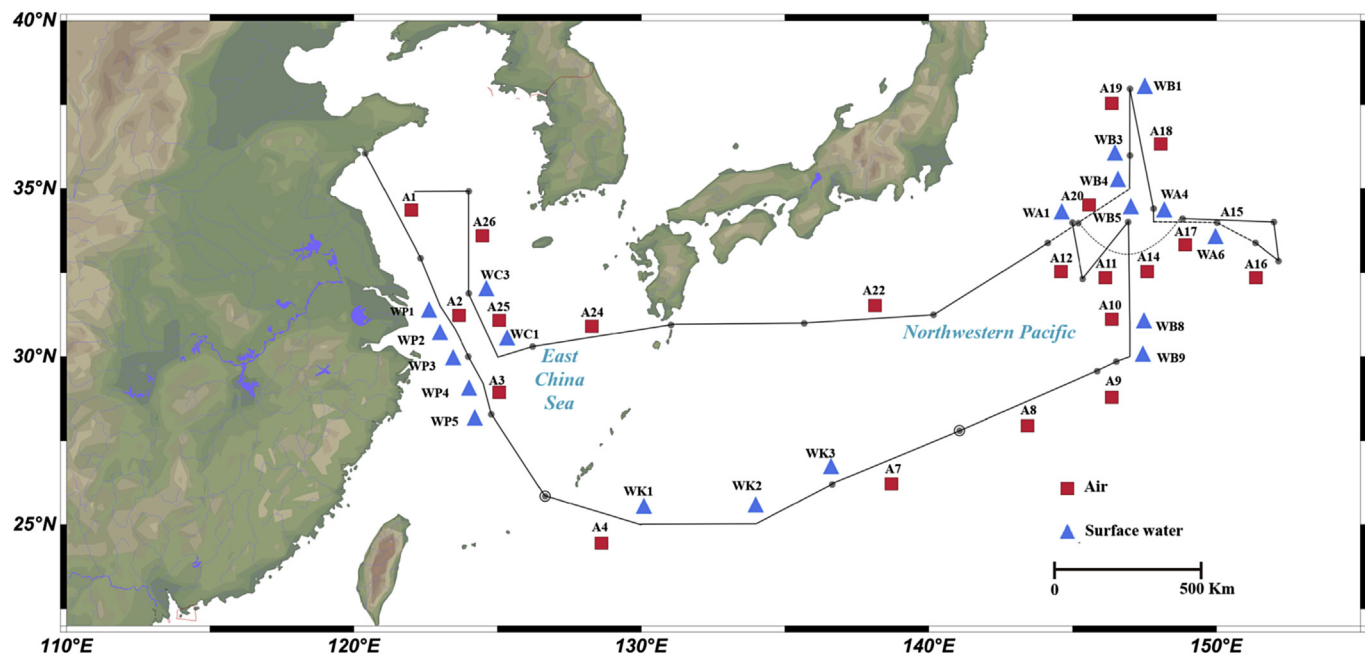 40°N
A19
WB1
WB3
A18
35°N
WB4
A1
A20
WA4
A26
WA1
WB5
A15
A17
WA6
WC3
A12
A11
A14
A16
A2
A25
A24
A22
A10
WP1
WC1
Northwestern Pacific
WB8
WP2
30°N
East
China
Sea
WP3
WB9
A3
A9
WP4
A8
WP5
WK3
A7
WK1
WK2
Air
25°N
A4
Surface water
0
500 Km
110°E
120°E
130°E
140°E
150°E